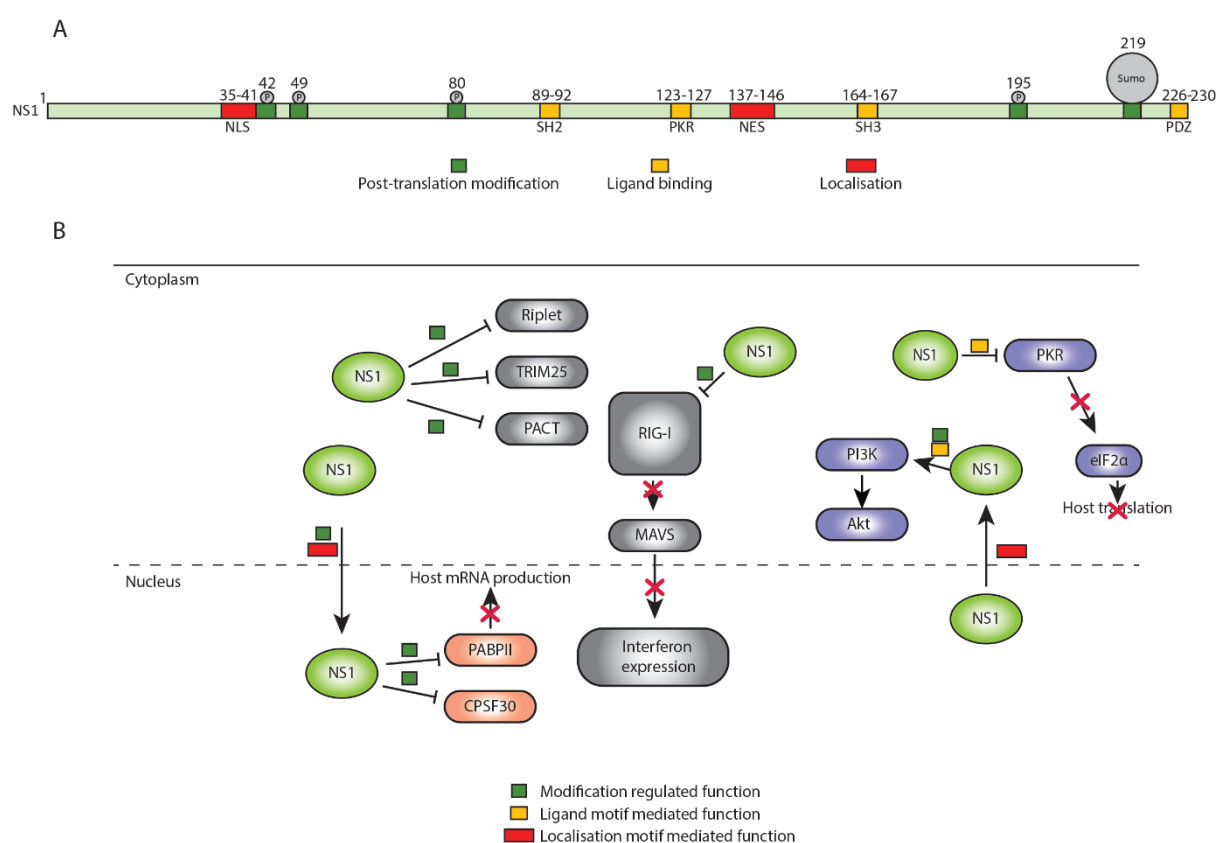 A
219
Sumo
35-41 42 49 80 89-92 123-127 137-146 164-167 195 226-230
P P P P
NS1 1
NLS SH2 PKR NES SH3 PDZ
Post-translation modification Ligand binding Localisation
B
Cytoplasm
Riplet
NS1 TRIM25
PACT
NS1
NS1
RIG-I
MAVS
NS1 PKR
eIF2α
Host translation
PI3K NS1
Akt
Nucleus
Host mRNA production
NS1 PABPII
CPSF30
Interferon
expression
NS1
Modification regulated function
Ligand motif mediated function
Localisation motif mediated function